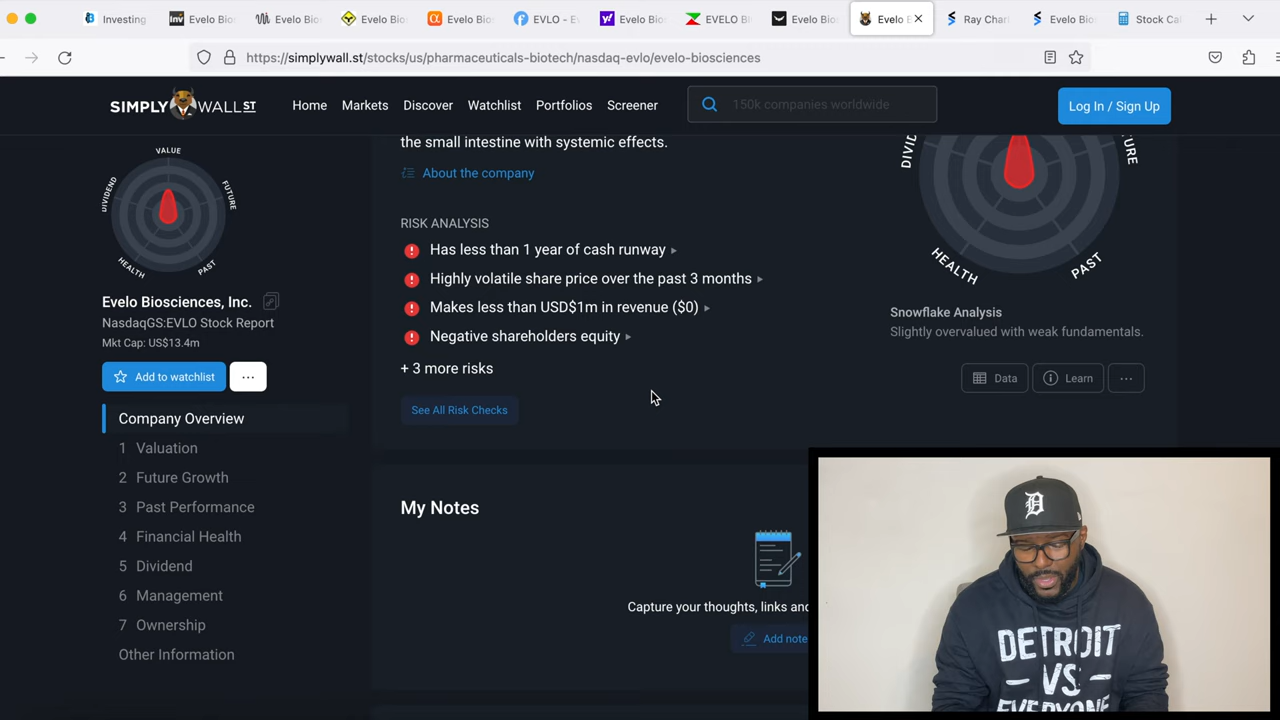 Investing
Inv
Evelo Bio
Evelo Bio
Evelo Bios
Evelo Bios
EVLO - E
Evelo Bios
EVELO B
Evelo Bio
Evelo B
Ray Char
Evelo Bio
Stock Cal
https://simplywall.st/stocks/us/pharmaceuticals-biotech/nasdaq-evlo/evelo-biosciences
SIMPLY WALL ST
Home
Markets
Discover
Watchlist
Portfolios
Screener
150k companies worldwide
Log In / Sign Up
VALUE
FUTURE
PAST
HEALTH
DIVIDEND
Evelo Biosciences, Inc.
NasdaqGS:EVLO Stock Report
Mkt Cap: US$13.4m
Add to watchlist
...
Company Overview
1 Valuation
2 Future Growth
3 Past Performance
4 Financial Health
5 Dividend
6 Management
7 Ownership
Other Information
the small intestine with systemic effects.
About the company
RISK ANALYSIS
Has less than 1 year of cash runway
Highly volatile share price over the past 3 months
Makes less than USD$1m in revenue ($0)
Negative shareholders equity
+ 3 more risks
See All Risk Checks
DIVID
URE
HEALTH
PAST
Snowflake Analysis
Slightly overvalued with weak fundamentals.
Data
Learn
...
My Notes
Capture your thoughts, links and
Add note
D
DETROIT
- VS -
EVERYONE